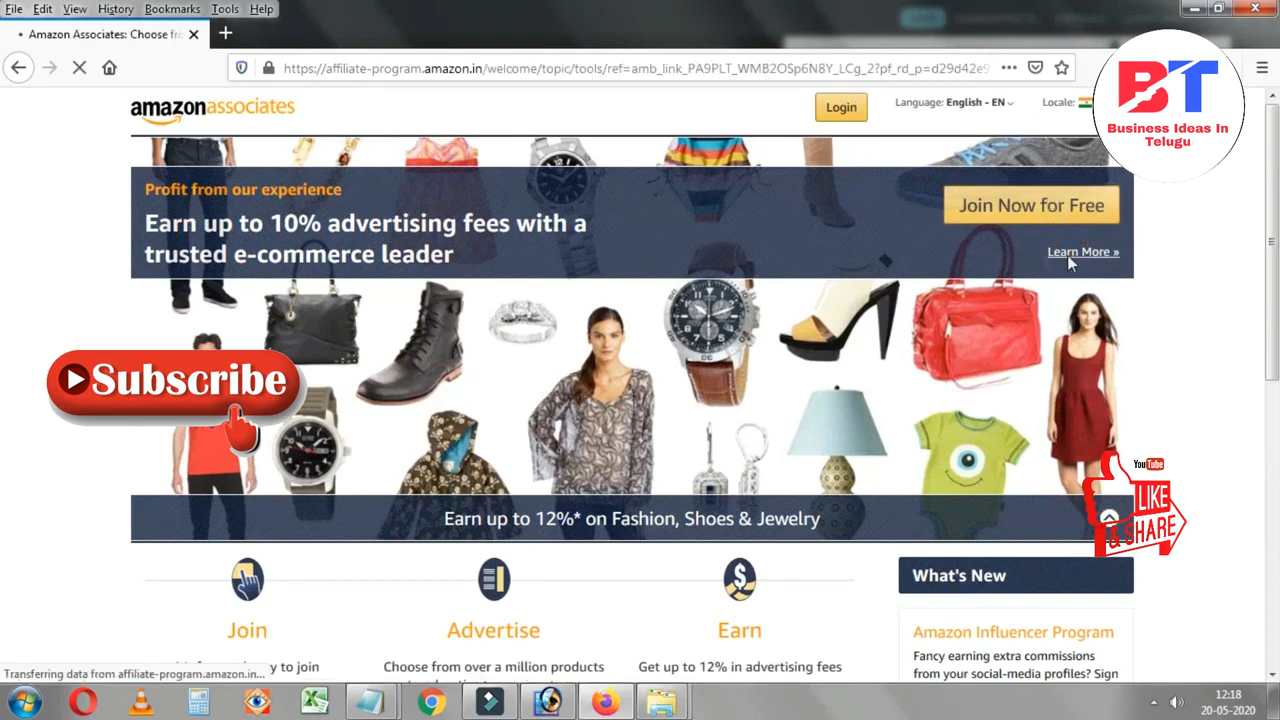 File Edit View History Bookmarks Tools Help
Amazon Associates: Choose fr
https://affiliate-program.amazon.in/welcome/topic/tools/ref=amb_link_PA9PLT_WMB2OSp6N8Y_LCg_2?pf_rd_p=d29d42e9
BT
Business Ideas In
Telugu
amazonassociates
Login
Language: English - EN
Locale:
Profit from our experience
Earn up to 10% advertising fees with a
trusted e-commerce leader
Join Now for Free
Learn More »
Subscribe
YouTube
LIKE
& SHARE
Earn up to 12%* on Fashion, Shoes & Jewelry
Join
Advertise
Earn
What's New
to join
Choose from over a million products
Get up to 12% in advertising fees
Amazon Influencer Program
Fancy earning extra commissions
from your social-media profiles? Sign
Transferring data from affiliate-program.amazon.in...
12:18
20-05-2020